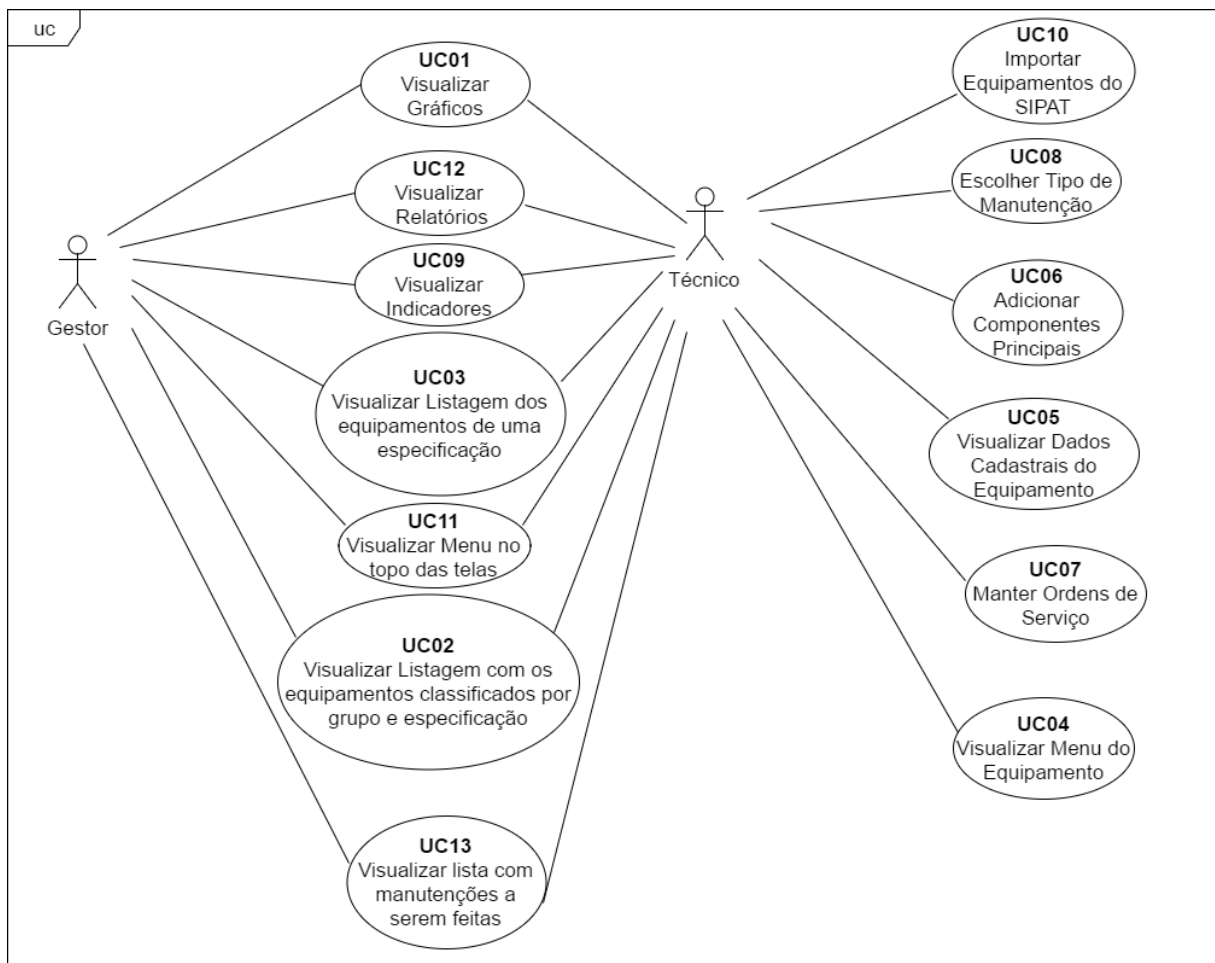 uc
UC01
Visualizar
Gráficos
UC12
Visualizar
Relatórios
UC09
Visualizar
Indicadores
UC03
Visualizar Listagem dos
equipamentos de uma
especificação
UC11
Visualizar Menu no
topo das telas
UC02
Visualizar Listagem com os
equipamentos classificados por
grupo e especificação
UC13
Visualizar lista com
manutenções a
serem feitas
Gestor
Técnico
UC10
Importar
Equipamentos do
SIPAT
UC08
Escolher Tipo de
Manutenção
UC06
Adicionar
Componentes
Principais
UC05
Visualizar Dados
Cadastrais do
Equipamento
UC07
Manter Ordens de
Serviço
UC04
Visualizar Menu do
Equipamento